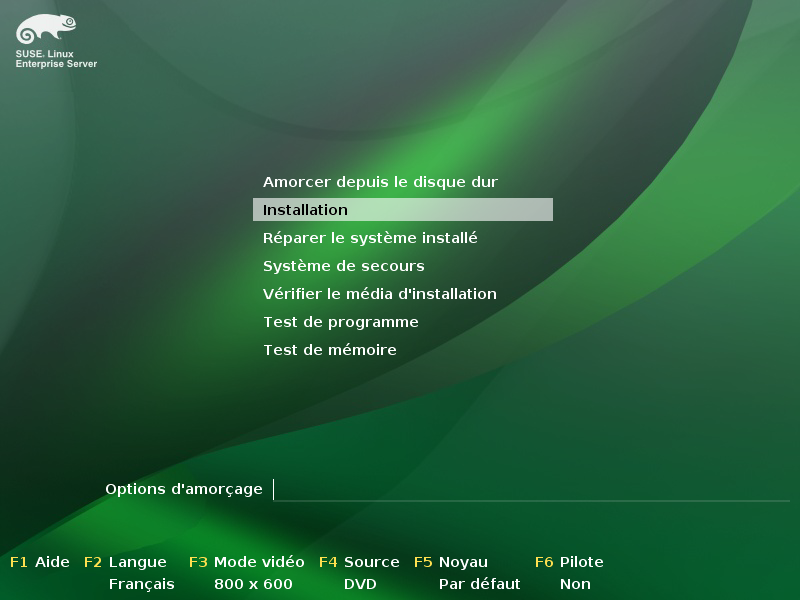 SUSE. Linux
Enterprise Server
Amorcer depuis le disque dur
Installation
Réparer le système installé
Système de secours
Vérifier le média d'installation
Test de programme
Test de mémoire
Options d'amorçage
F1 Aide F2 Langue F3 Mode vidéo F4 Source F5 Noyau F6 Pilote
Français 800 x 600 DVD Par défaut Non